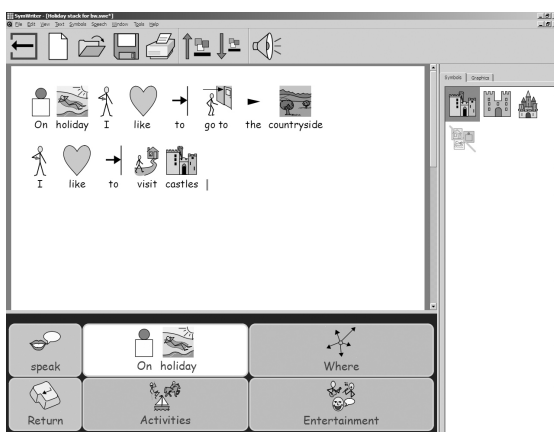 SymWriter - [Holiday stack for bw.swx*]
File Edit View Text Symbols Speech Window Tools Help
Symbols Graphics
On holiday I like to go to the countryside
I like to visit castles
speak On holiday Where
Return Activities Entertainment